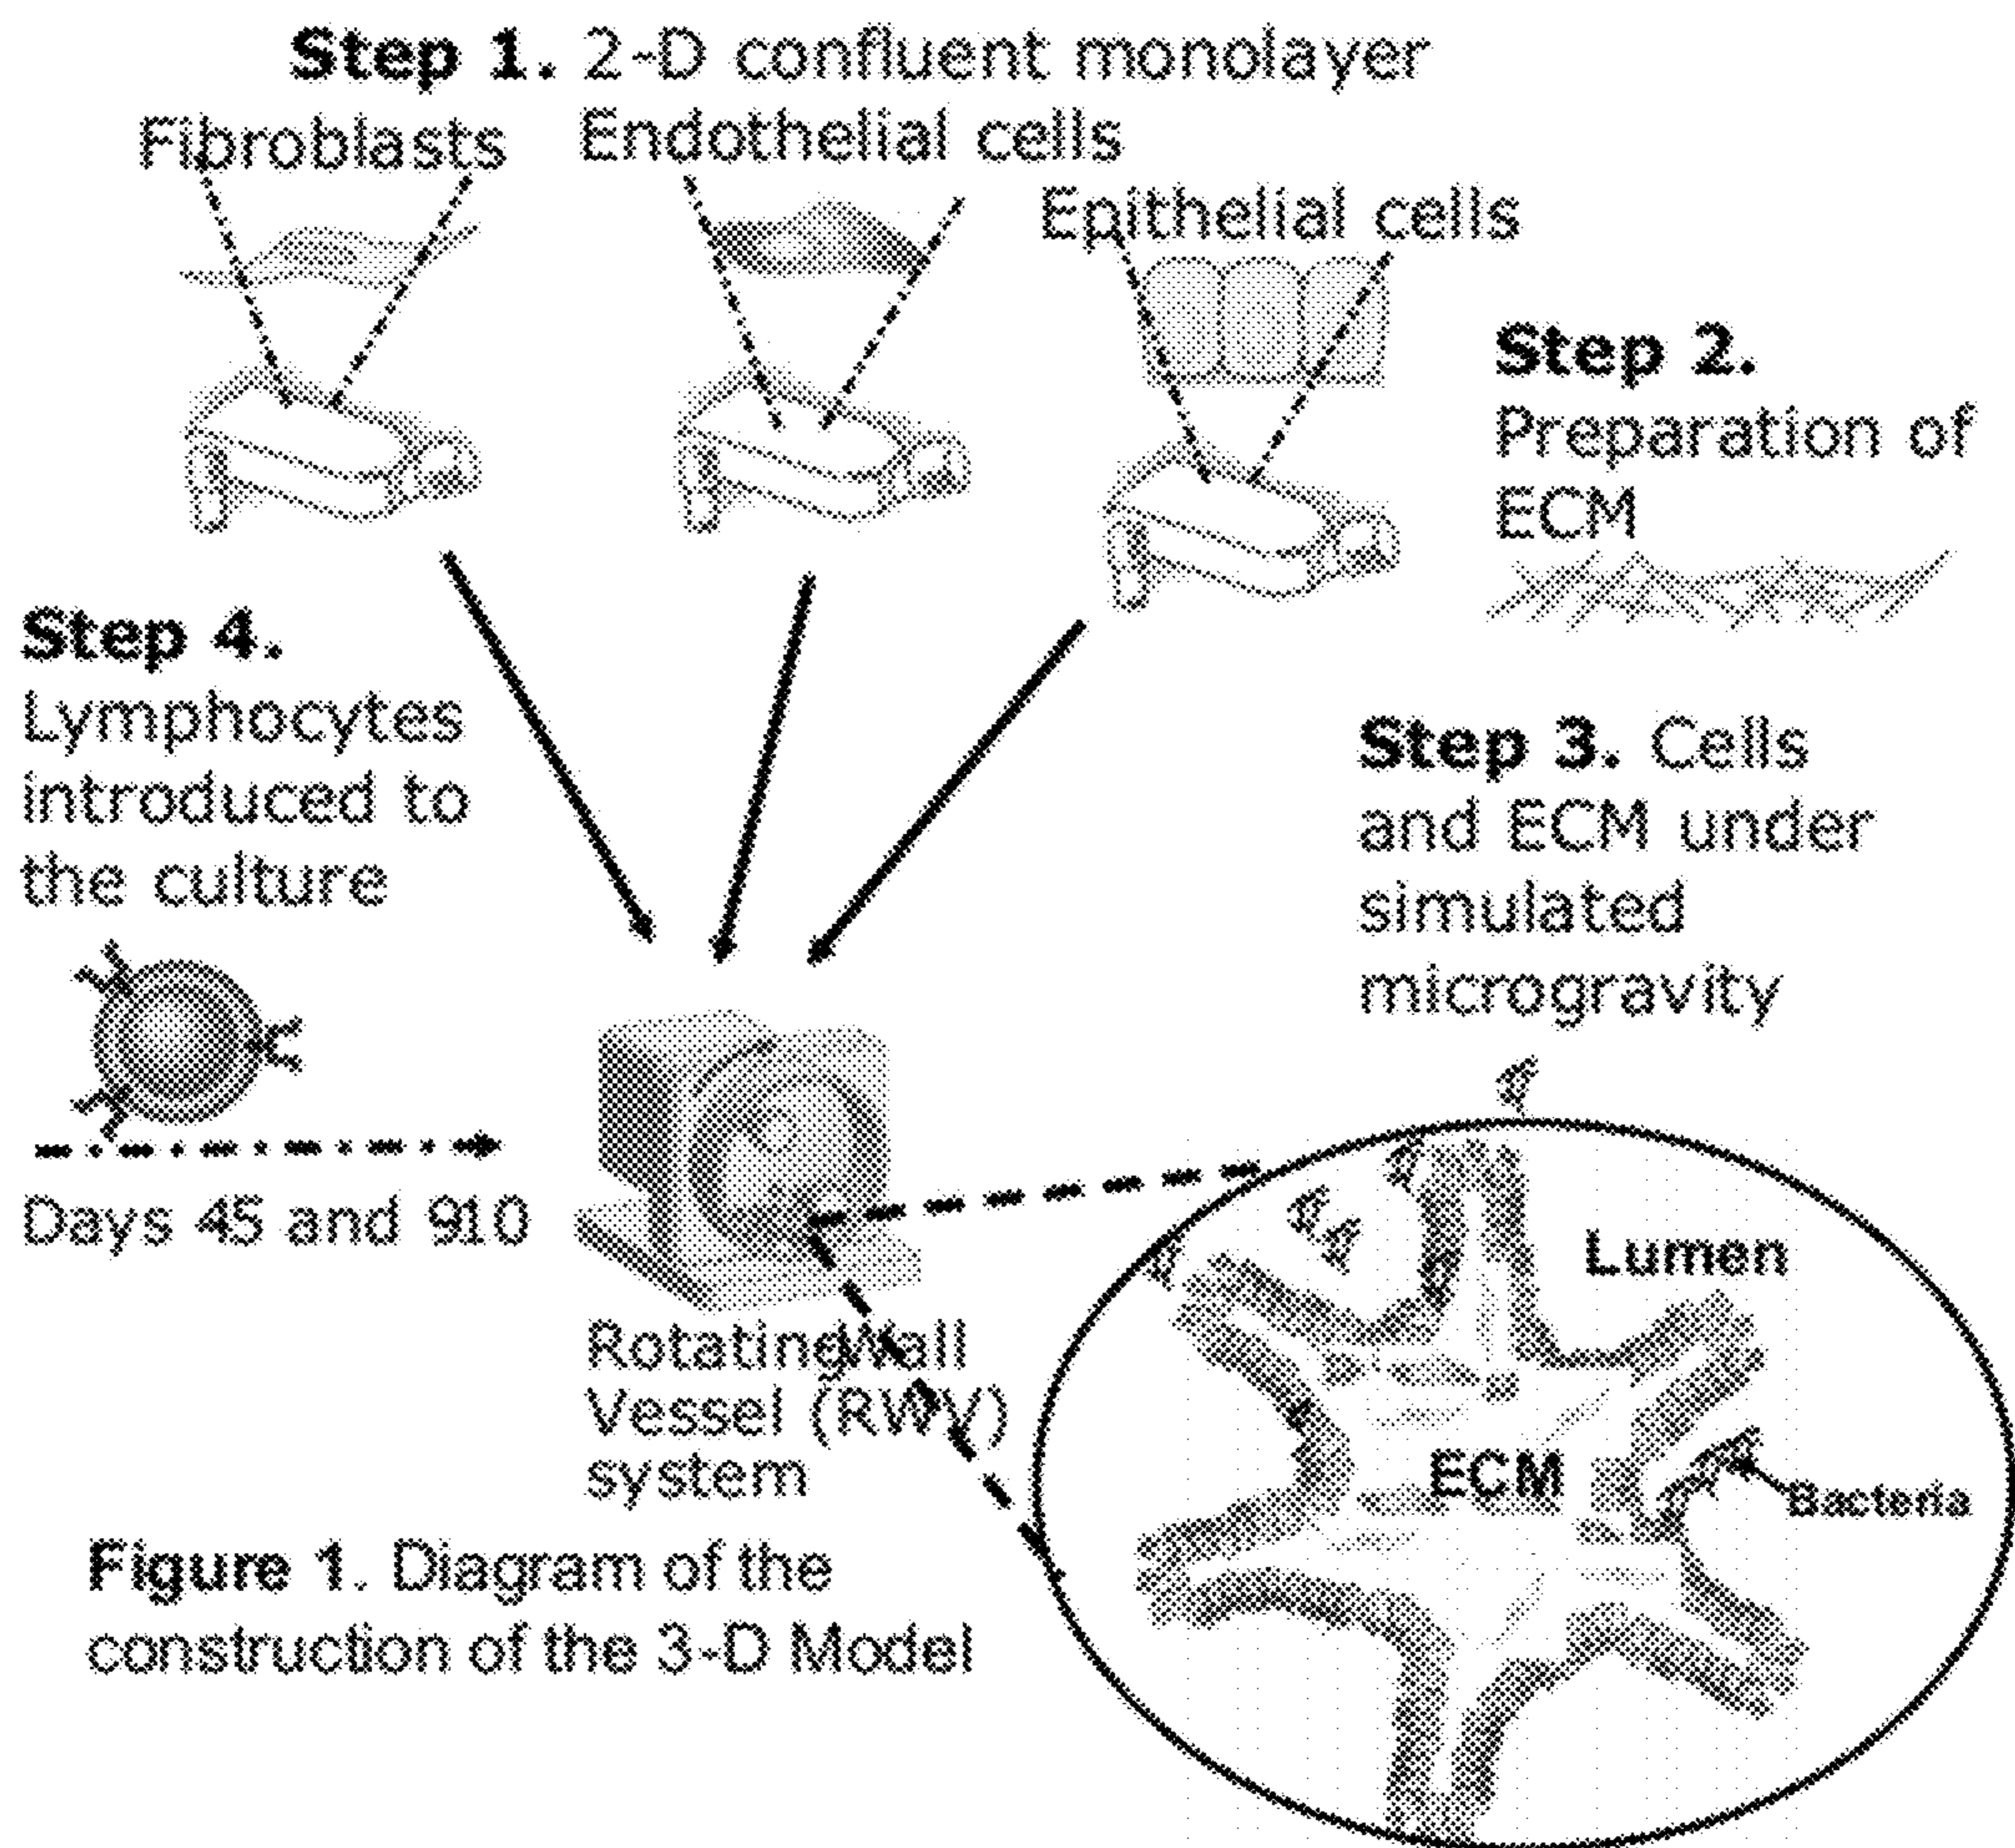 Step 1. 2-D confluent monolayer
Fibroblasts
Endothelial cells
Epithelial cells
Step 2.
Preparation of
ECM
Step 4.
Lymphocytes
introduced to
the culture
Days 45 and 910
Step 3. Cells
and ECM under
simulated
microgravity
RotatingWall
Vessel (RWV)
system
Lumen
ECM
Bacteria
Figure 1. Diagram of the
construction of the 3-D Model